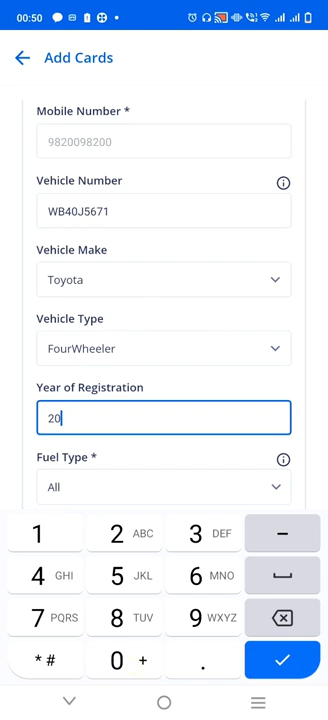 00:50
Add Cards
Mobile Number *
9820098200
Vehicle Number
WB40J5671
Vehicle Make
Toyota
Vehicle Type
FourWheeler
Year of Registration
20
Fuel Type *
All
1 2 ABC 3 DEF –
4 GHI 5 JKL 6 MNO
7 PQRS 8 TUV 9 WXYZ
* # 0 + .